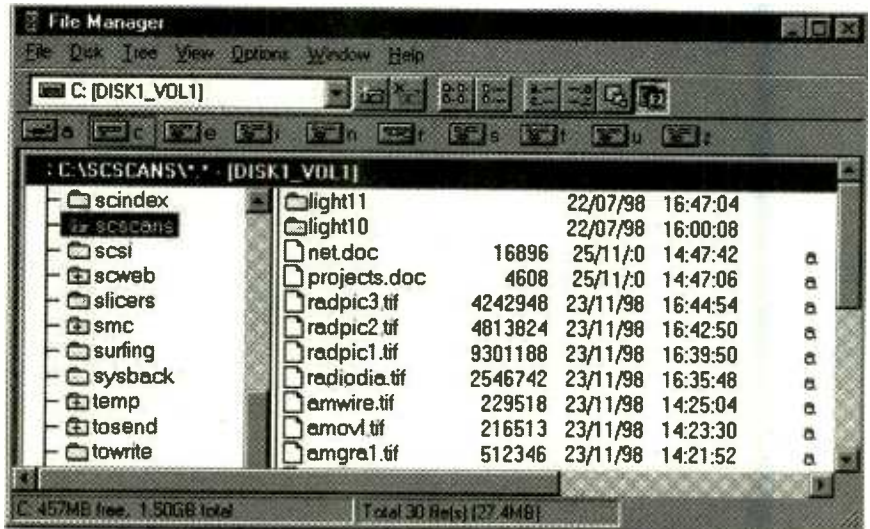 File Manager
File Disk Tree View Options Window Help
C: [DISK1_VOL1]
a c e i n r s t u z
C:\SCSCANS\*.* - [DISK1_VOL1]
scindex light11 22/07/98 16:47:04
scscans light10 22/07/98 16:00:08
scsi net.doc 16896 25/11/:0 14:47:42 a
scweb projects.doc 4608 25/11/:0 14:47:06 a
slicers radpic3.tif 4242948 23/11/98 16:44:54 a
smc radpic2.tif 4813824 23/11/98 16:42:50 a
surfing radpic1.tif 9301188 23/11/98 16:39:50 a
sysback radiodia.tif 2546742 23/11/98 16:35:48 a
temp amwire.tif 229518 23/11/98 14:25:04 a
tosend amovl.tif 216513 23/11/98 14:23:30 a
towrite amgra1.tif 512346 23/11/98 14:21:52 a
C: 457MB free, 1.50GB total Total 30 file(s) (27.4MB)